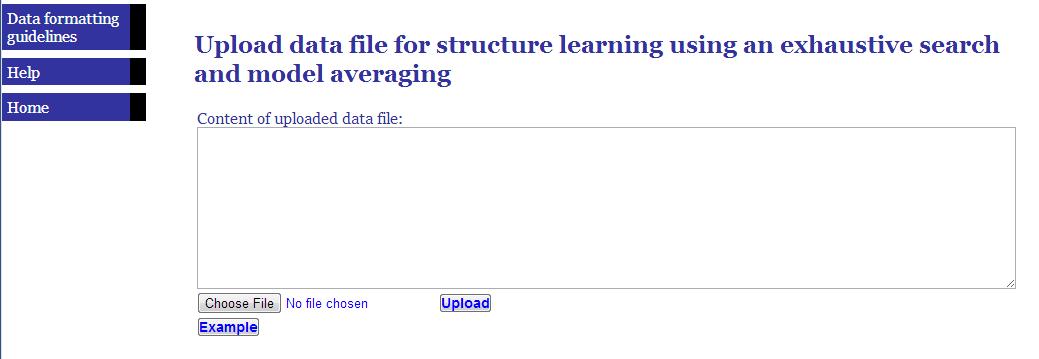 Data formatting
guidelines
Help
Home
Upload data file for structure learning using an exhaustive search
and model averaging
Content of uploaded data file:
Choose File No file chosen Upload
Example